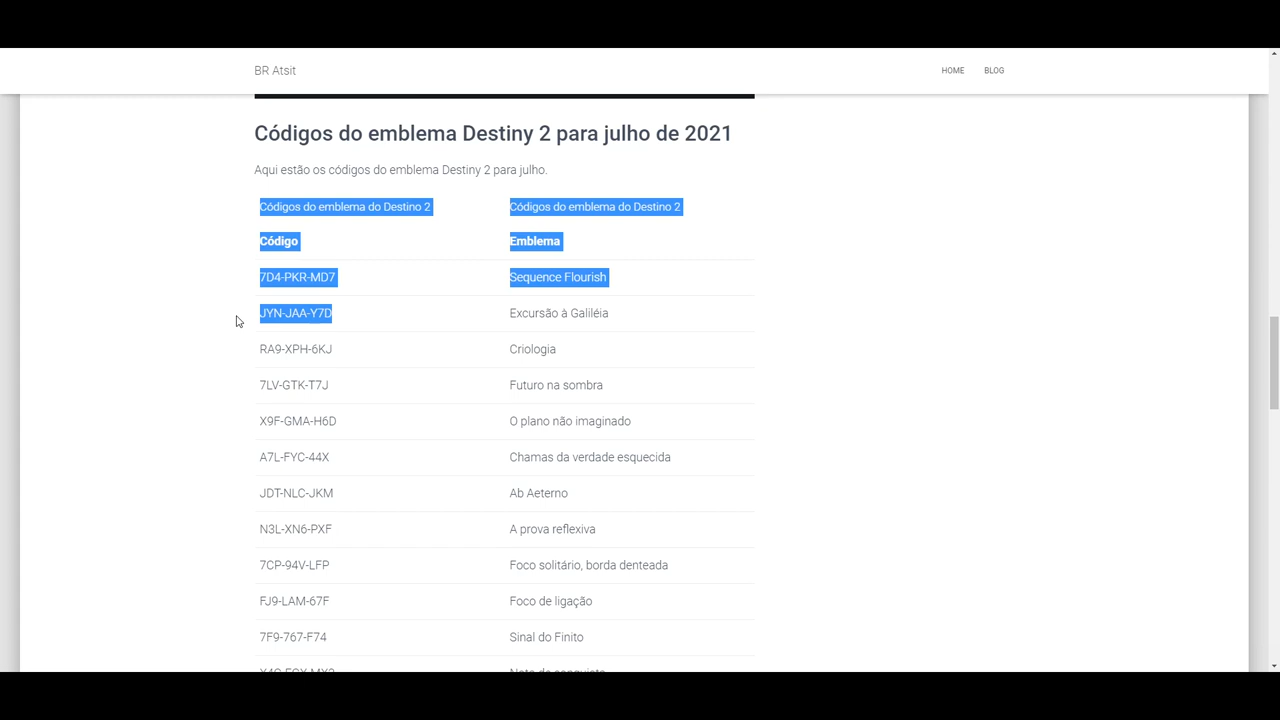 BR Atsit HOME BLOG
Códigos do emblema Destiny 2 para julho de 2021
Aqui estão os códigos do emblema Destiny 2 para julho.
Códigos do emblema do Destino 2 Códigos do emblema do Destino 2
Código Emblema
7D4-PKR-MD7 Sequence Flourish
JYN-JAA-Y7D Excursão à Galiléia
RA9-XPH-6KJ Criologia
7LV-GTK-T7J Futuro na sombra
X9F-GMA-H6D O plano não imaginado
A7L-FYC-44X Chamas da verdade esquecida
JDT-NLC-JKM Ab Aeterno
N3L-XN6-PXF A prova reflexiva
7CP-94V-LFP Foco solitário, borda denteada
FJ9-LAM-67F Foco de ligação
7F9-767-F74 Sinal do Finito